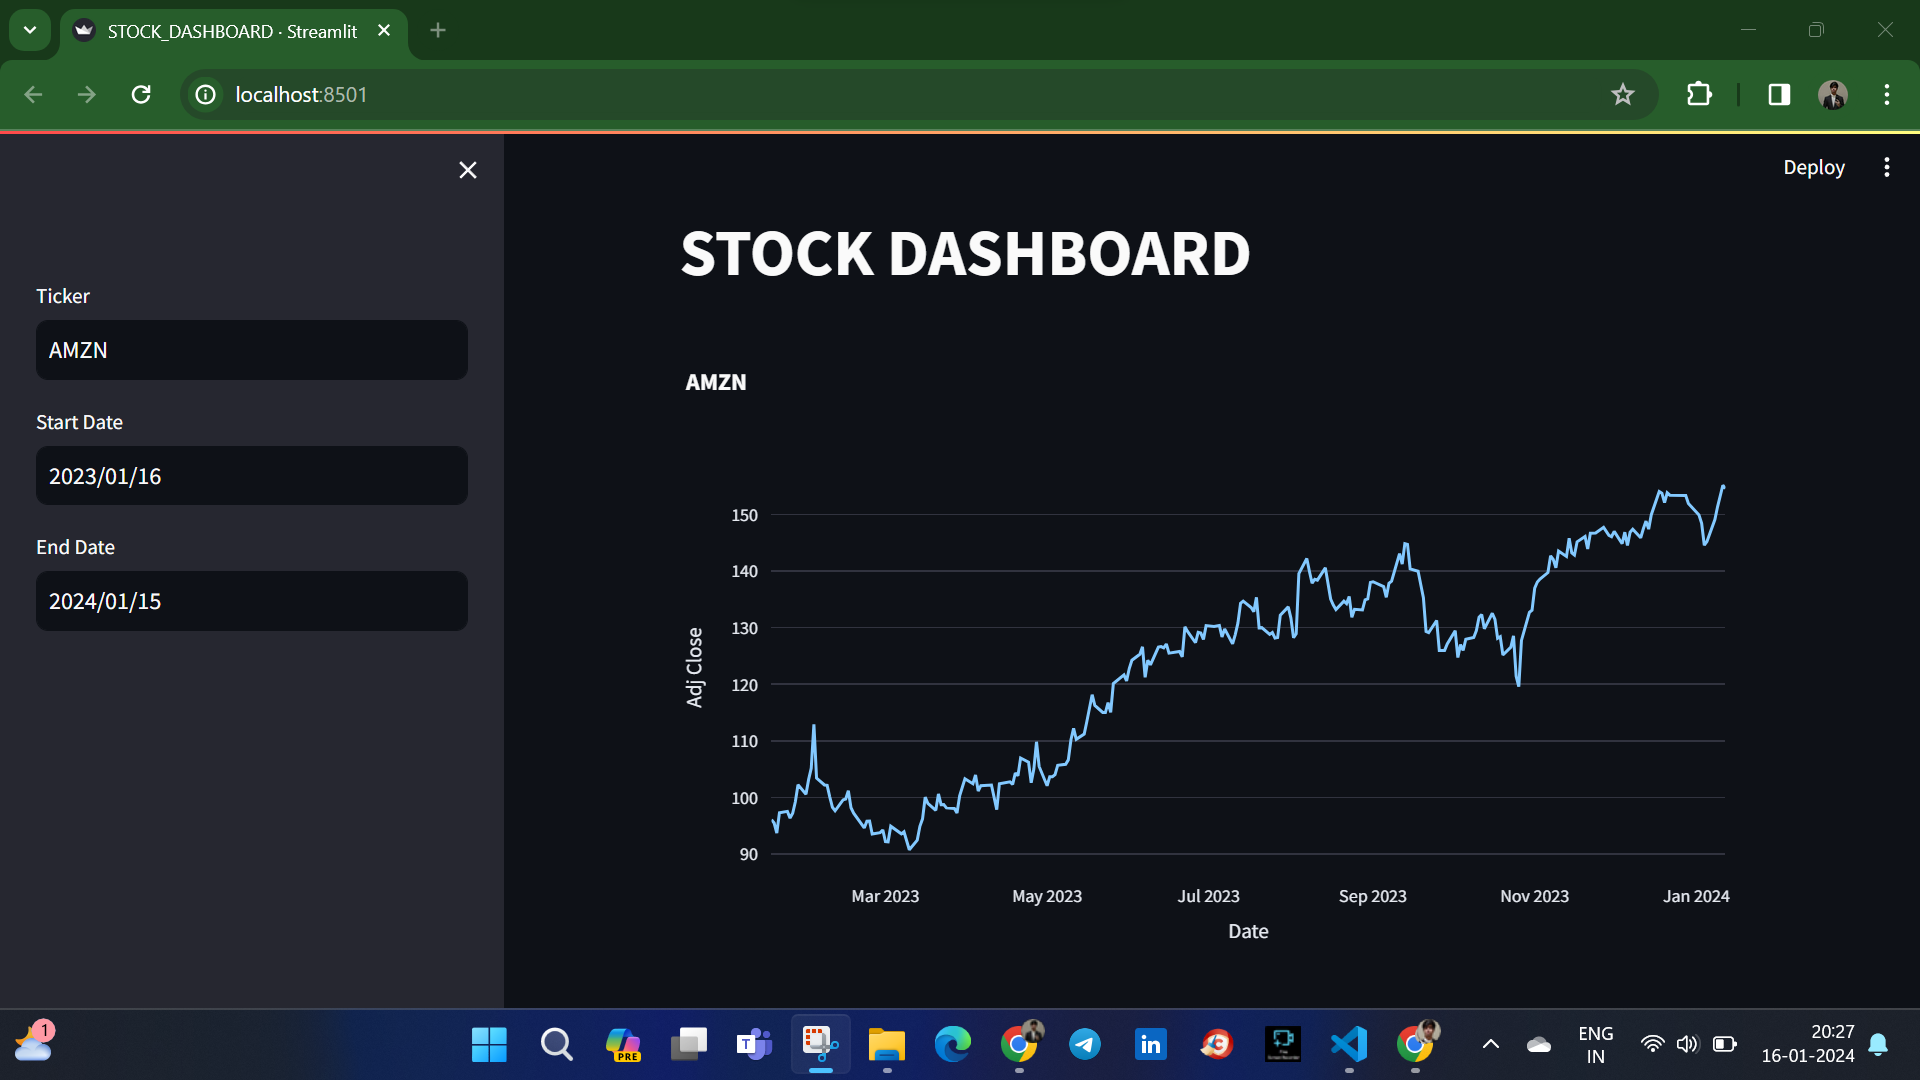 STOCK_DASHBOARD · Streamlit
localhost:8501
Deploy
STOCK DASHBOARD
Ticker
AMZN
Start Date
2023/01/16
End Date
2024/01/15
AMZN
Adj Close
150
140
130
120
110
100
90
Mar 2023 May 2023 Jul 2023 Sep 2023 Nov 2023 Jan 2024
Date
1
PRE
T
in
ENG
IN
20:27
16-01-2024